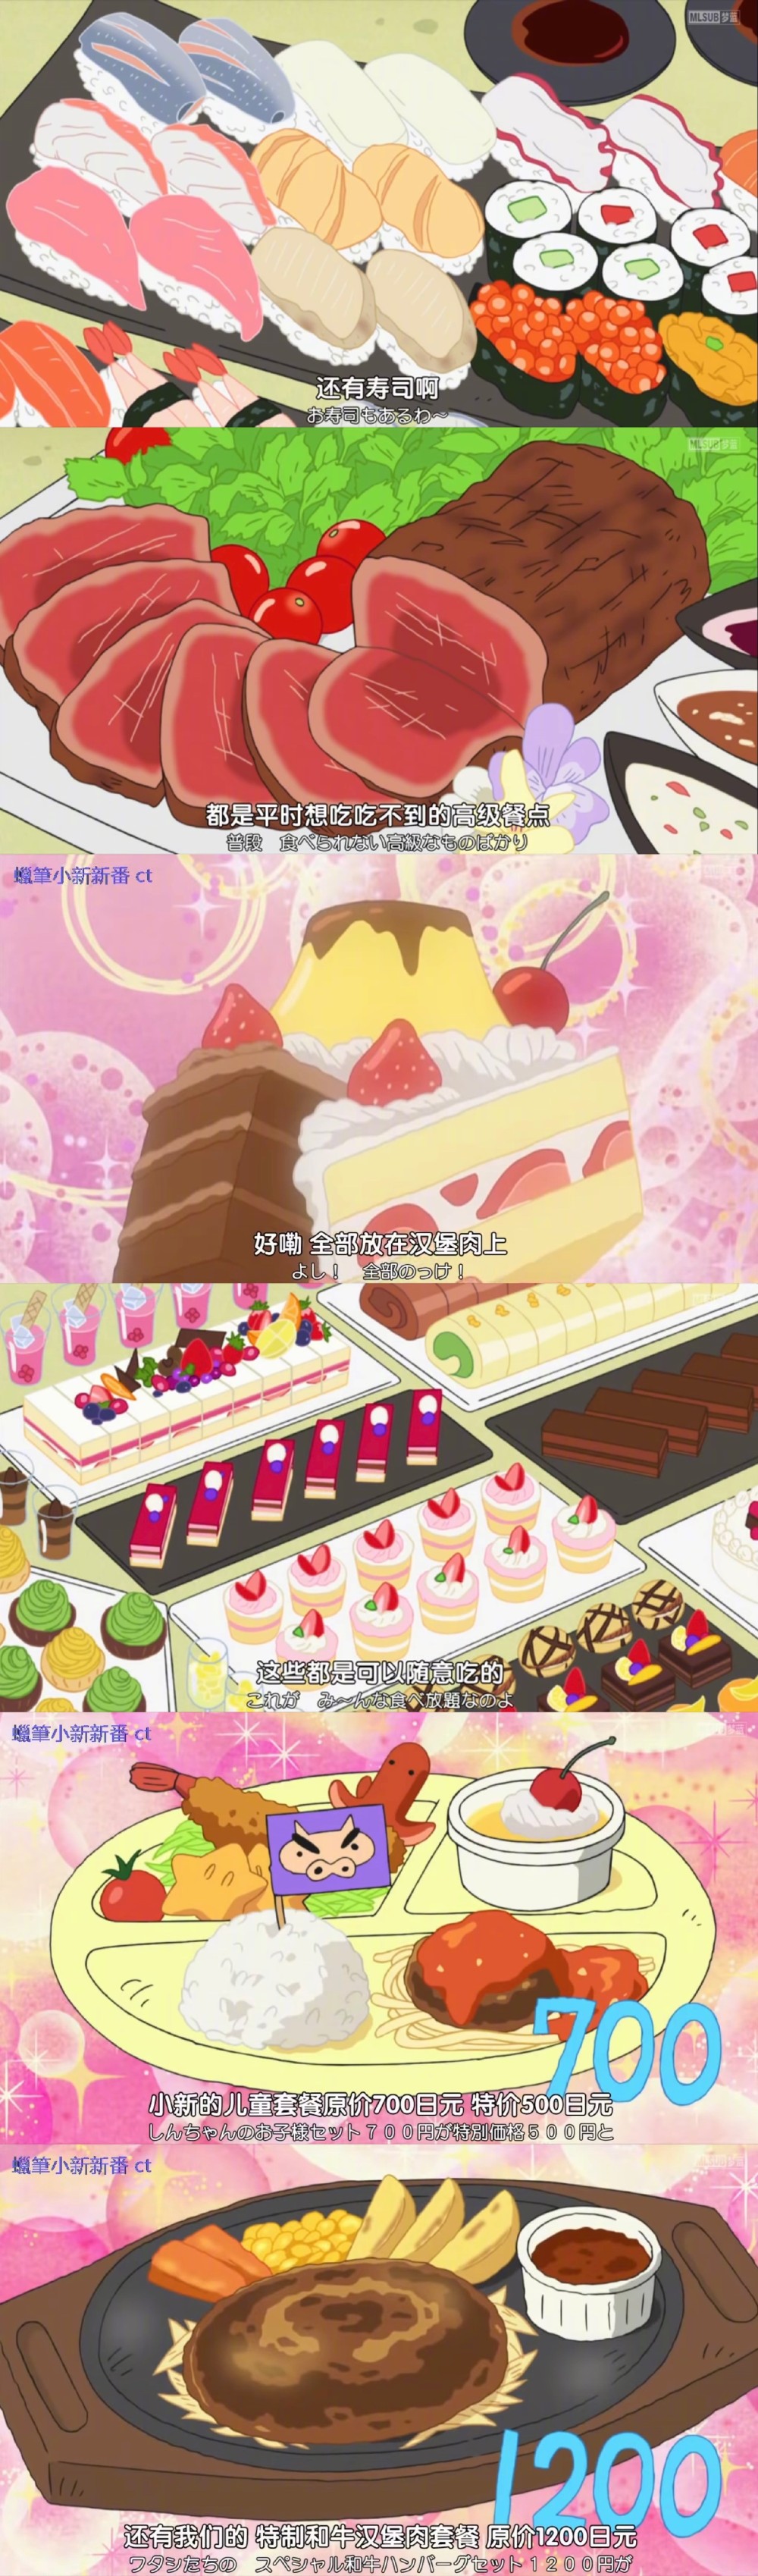 MLSUB 梦蓝
还有寿司啊
お寿司もあるわ～
MLSUB 梦蓝
都是平时想吃吃不到的高级餐点
普段　食べられない高級なものばかり
蠟筆小新新番 ct
好嘞 全部放在汉堡肉上
よし！　全部のっけ！
这些都是可以随意吃的
これが　み～んな食べ放題なのよ
蠟筆小新新番 ct
700
小新的儿童套餐原价700日元 特价500日元
しんちゃんのお子様セット７００円が特別価格５００円と
蠟筆小新新番 ct
1200
还有我们的 特制和牛汉堡肉套餐 原价1200日元
ワタシたちの　スペシャル和牛ハンバーグセット１２００円が